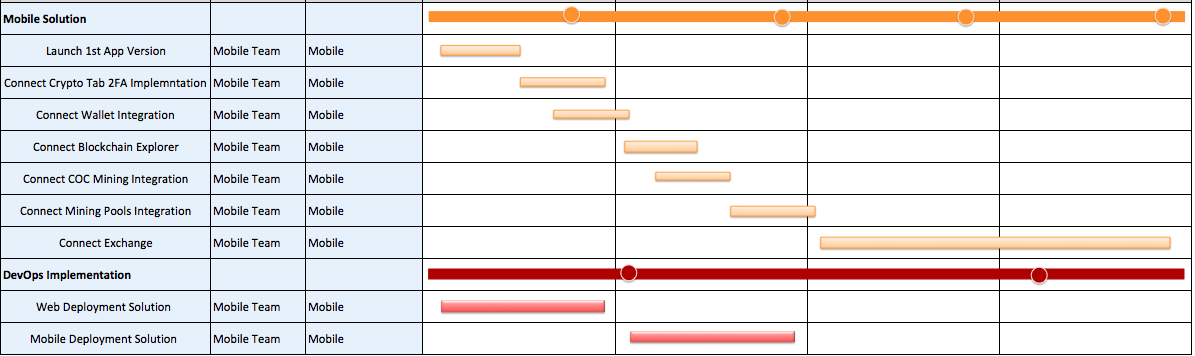 Mobile Solution
Launch 1st App Version Mobile Team Mobile
Connect Crypto Tab 2FA Implemntation Mobile Team Mobile
Connect Wallet Integration Mobile Team Mobile
Connect Blockchain Explorer Mobile Team Mobile
Connect COC Mining Integration Mobile Team Mobile
Connect Mining Pools Integration Mobile Team Mobile
Connect Exchange Mobile Team Mobile
DevOps Implementation
Web Deployment Solution Mobile Team Mobile
Mobile Deployment Solution Mobile Team Mobile